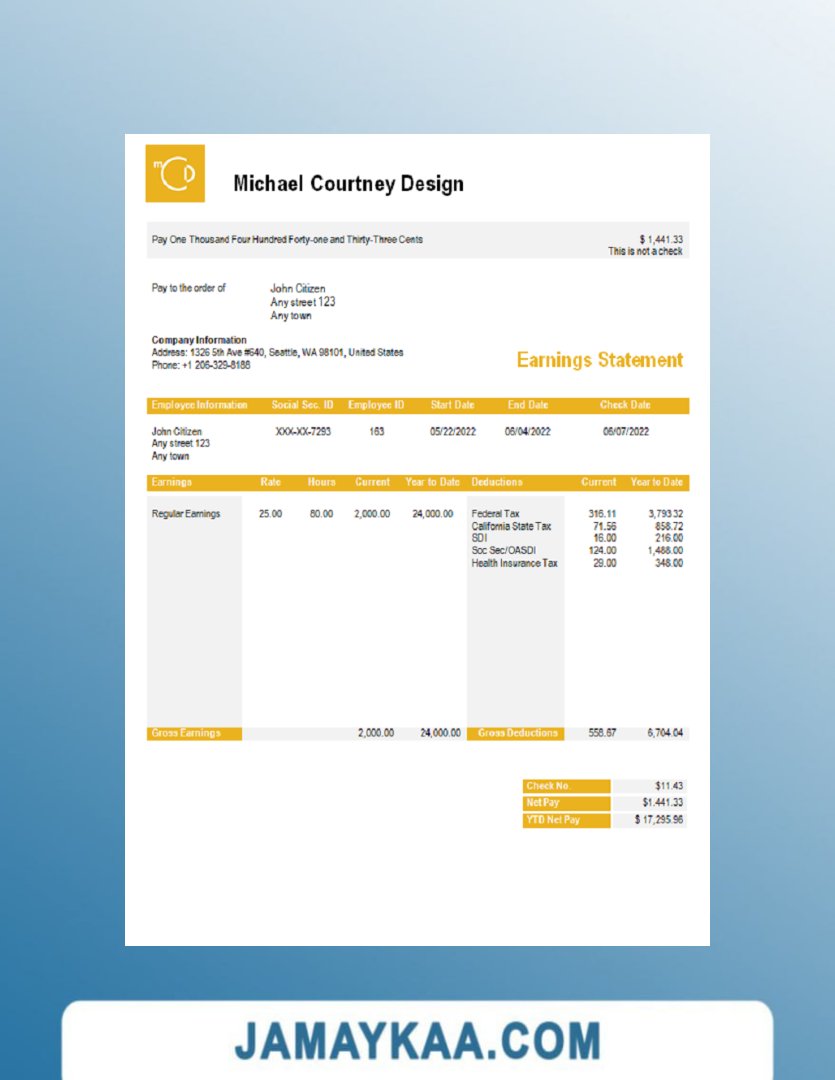 mCD
Michael Courtney Design
Pay One Thousand Four Hundred Forty-one and Thirty-Three Cents $ 1,441.33
This is not a check
Pay to the order of John Citizen
Any street 123
Any town
Company Information
Address: 1326 5th Ave #640, Seattle, WA 98101, United States
Phone: +1 206-329-8188
Earnings Statement
Employee Information Social Sec. ID Employee ID Start Date End Date Check Date
John Citizen XXX-XX-7293 163 05/22/2022 06/04/2022 06/07/2022
Any street 123
Any town
Earnings Rate Hours Current Year to Date Deductions Current Year to Date
Regular Earnings 25.00 80.00 2,000.00 24,000.00 Federal Tax 316.11 3,793.32
California State Tax 71.56 858.72
SDI 16.00 216.00
Soc Sec/OASDI 124.00 1,488.00
Health Insurance Tax 29.00 348.00
Gross Earnings 2,000.00 24,000.00 Gross Deductions 558.67 6,704.04
Check No. $11.43
Net Pay $1.441.33
YTD Net Pay $ 17,295.96
JAMAYKAA.COM